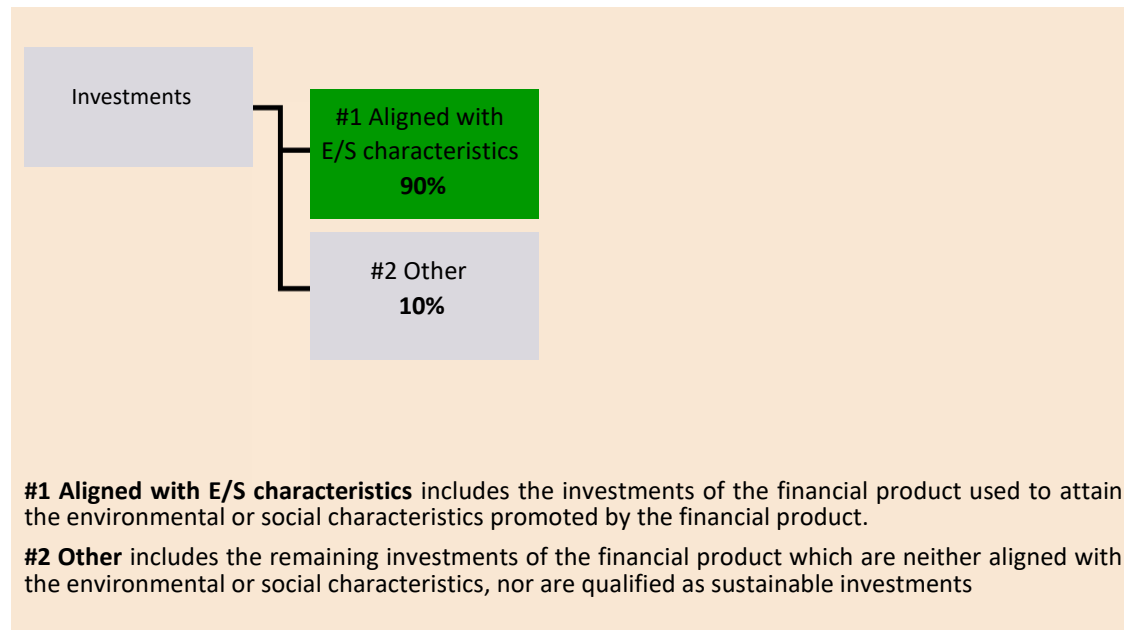 Investments
#1 Aligned with
E/S characteristics
90%
#2 Other
10%
#1 Aligned with E/S characteristics includes the investments of the financial product used to attain
the environmental or social characteristics promoted by the financial product.
#2 Other includes the remaining investments of the financial product which are neither aligned with
the environmental or social characteristics, nor are qualified as sustainable investments